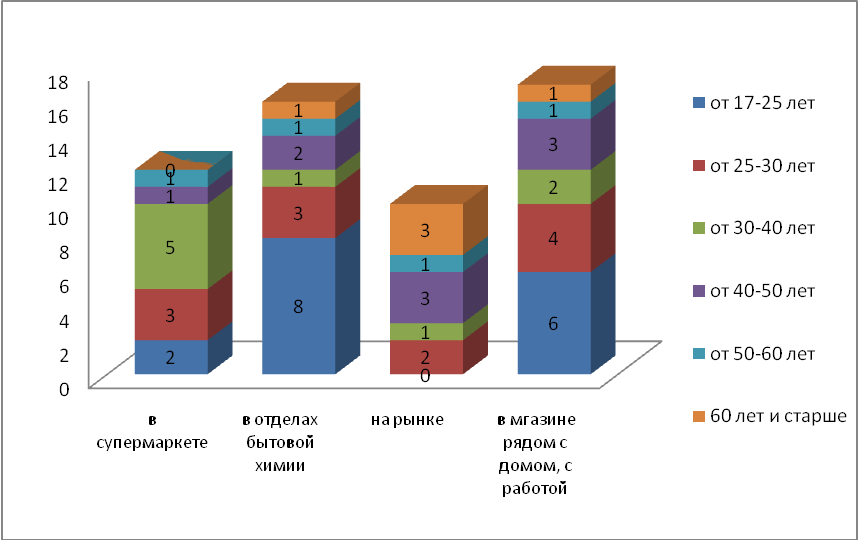 18
16
14
12
10
8
6
4
2
0
0
1
1
5
3
2
1
1
2
1
3
8
3
1
3
1
2
0
1
1
3
2
4
6
в
супермаркете
в отделах
бытовой
химии
на рынке
в мгазине
рядом с
домом, с
работой
от 17-25 лет
от 25-30 лет
от 30-40 лет
от 40-50 лет
от 50-60 лет
60 лет и старше